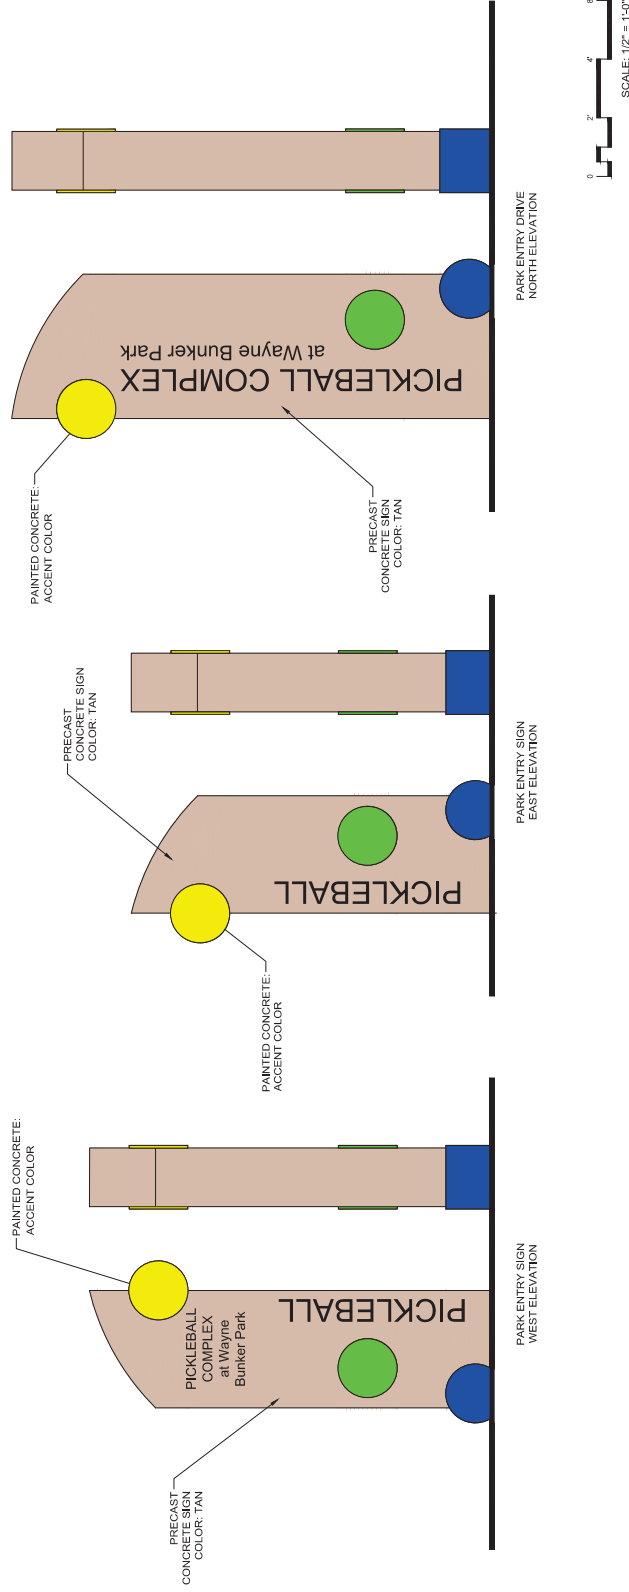 PAINTED CONCRETE:
ACCENT COLOR
PICKLEBALL
COMPLEX
at Wayne
Bunker Park
PICKLEBALL
PRECAST
CONCRETE SIGN
COLOR: TAN
PARK ENTRY SIGN
WEST ELEVATION
PAINTED CONCRETE:
ACCENT COLOR
PRECAST
CONCRETE SIGN
COLOR: TAN
PICKLEBALL
PARK ENTRY SIGN
EAST ELEVATION
PAINTED CONCRETE:
ACCENT COLOR
PICKLEBALL COMPLEX
at Wayne Bunker Park
PRECAST
CONCRETE SIGN
COLOR: TAN
PARK ENTRY DRIVE
NORTH ELEVATION
0 2' 4' 8'
SCALE: 1/2" = 1'-0"